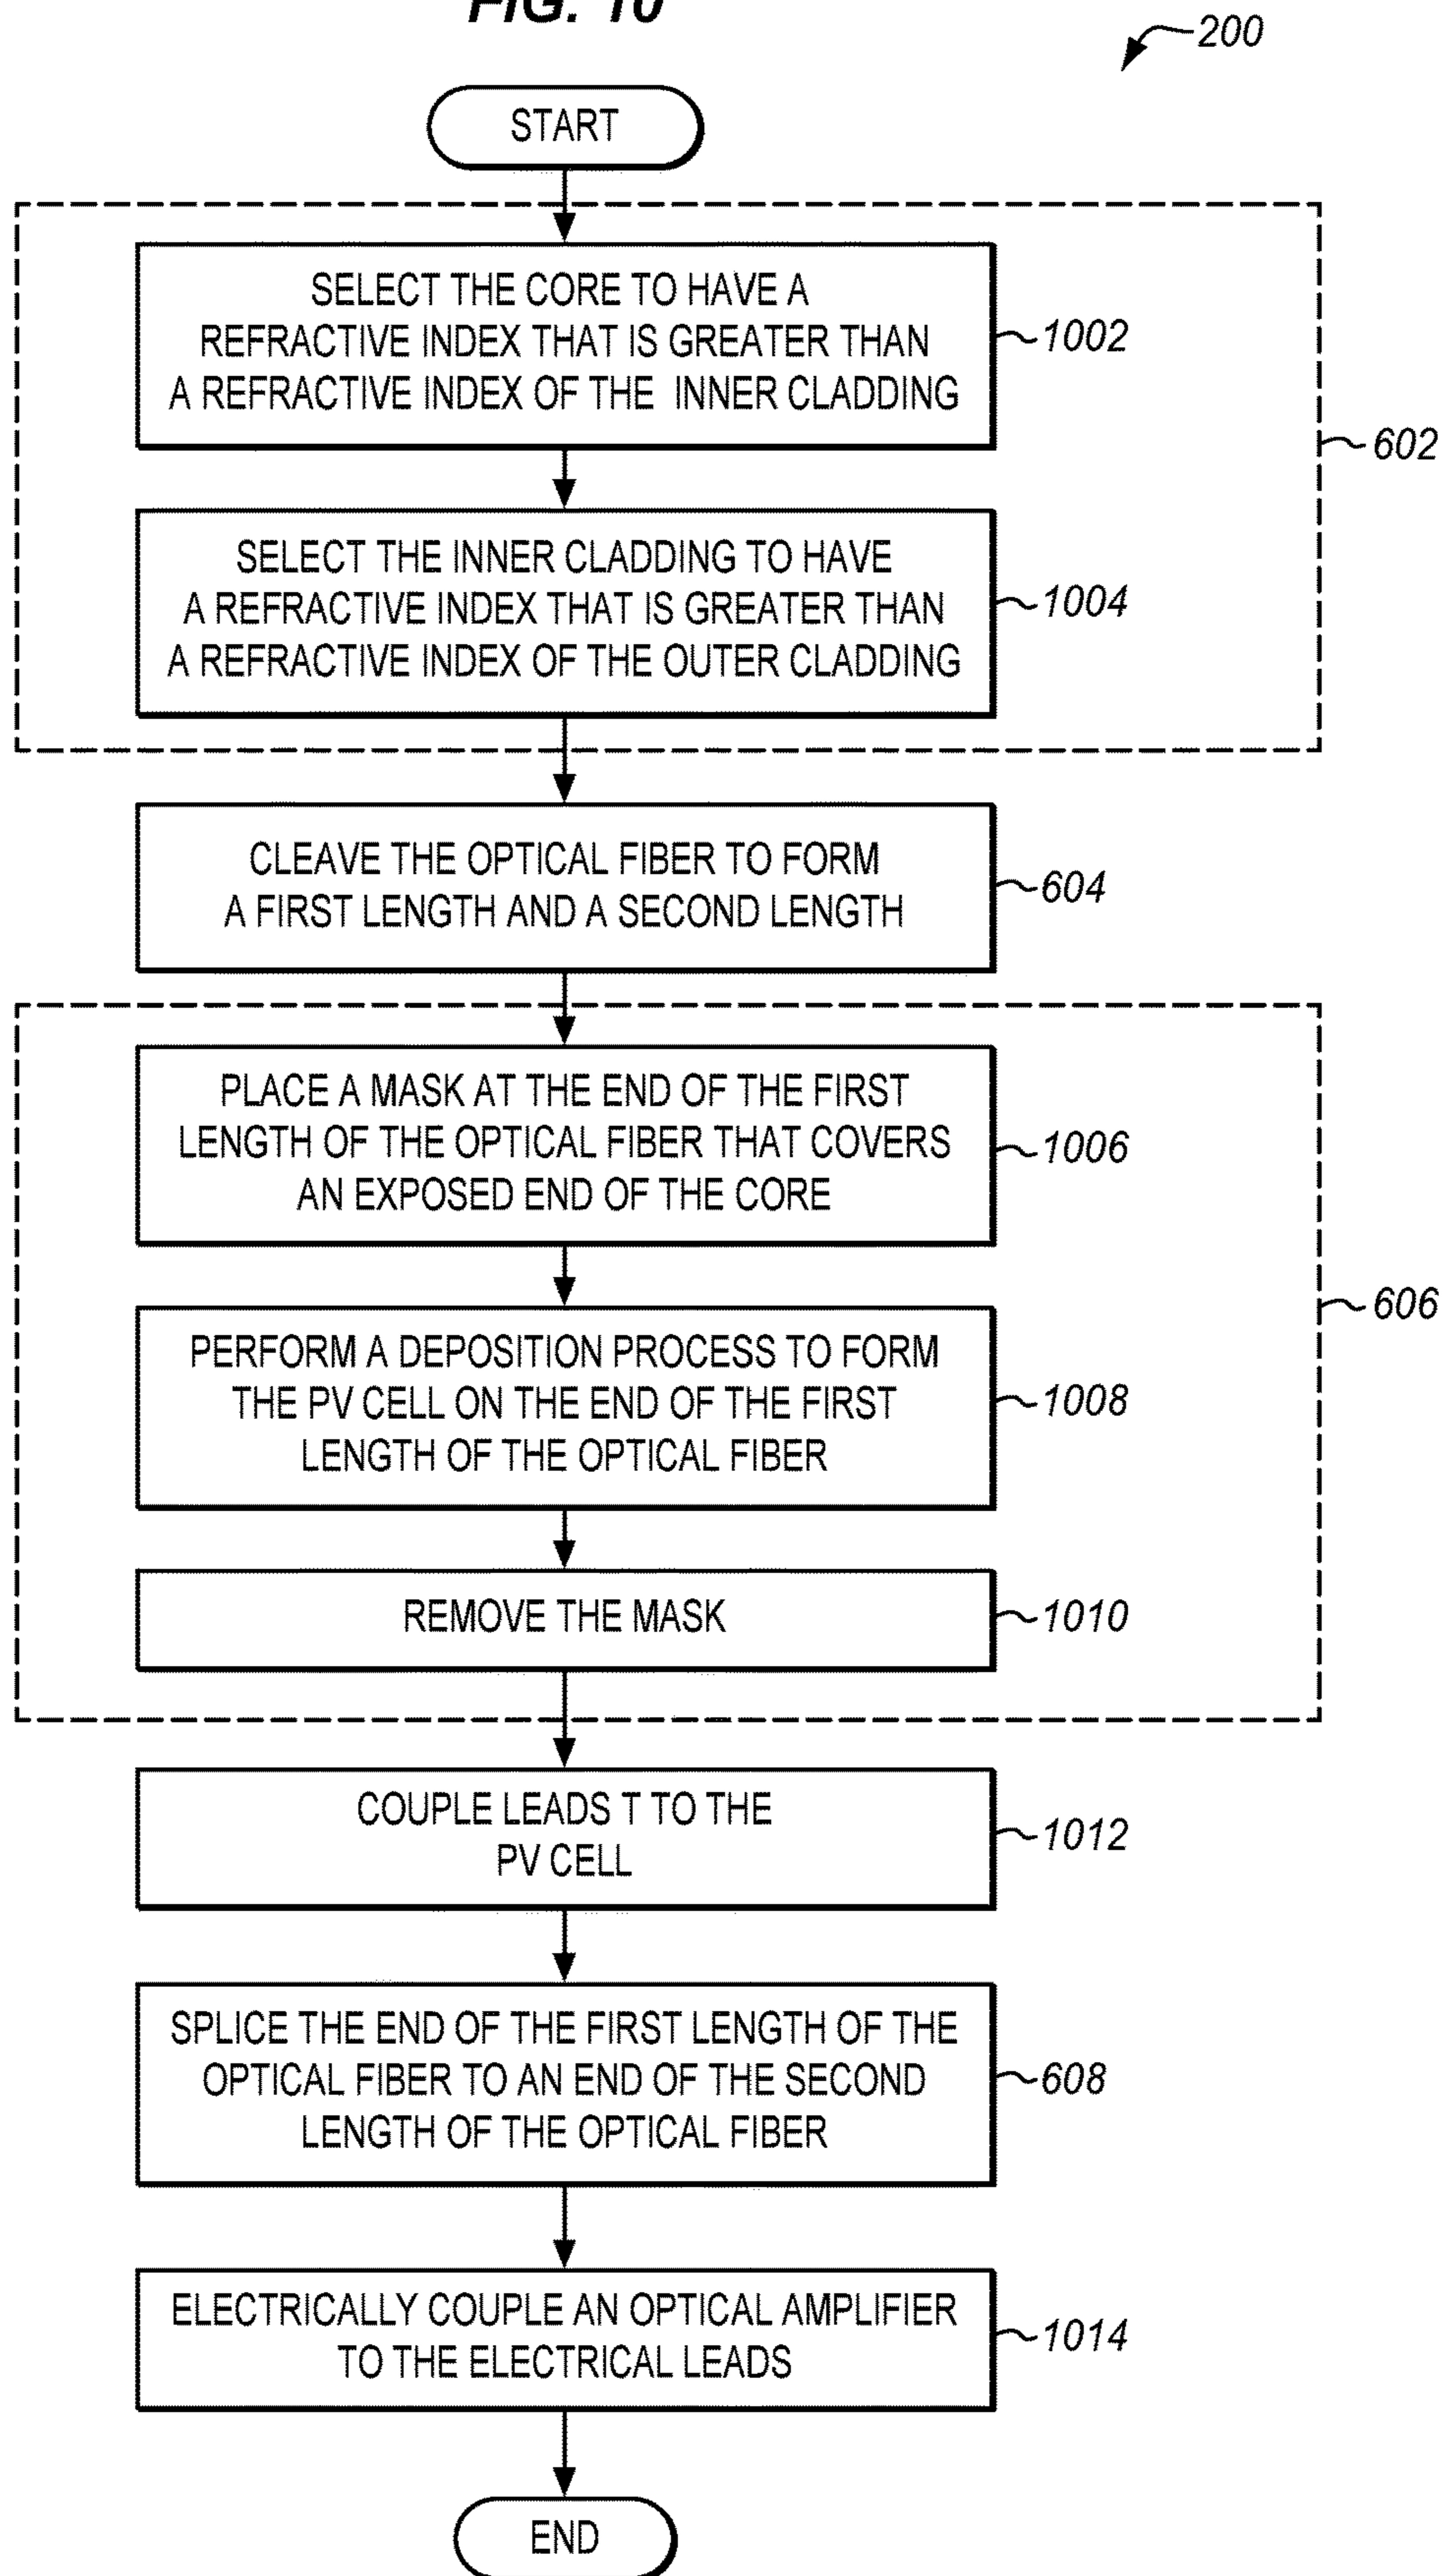 FIG. 10
200
START
SELECT THE CORE TO HAVE A
REFRACTIVE INDEX THAT IS GREATER THAN
A REFRACTIVE INDEX OF THE INNER CLADDING
1002
602
SELECT THE INNER CLADDING TO HAVE
A REFRACTIVE INDEX THAT IS GREATER THAN
A REFRACTIVE INDEX OF THE OUTER CLADDING
1004
CLEAVE THE OPTICAL FIBER TO FORM
A FIRST LENGTH AND A SECOND LENGTH
604
PLACE A MASK AT THE END OF THE FIRST
LENGTH OF THE OPTICAL FIBER THAT COVERS
AN EXPOSED END OF THE CORE
1006
606
PERFORM A DEPOSITION PROCESS TO FORM
THE PV CELL ON THE END OF THE FIRST
LENGTH OF THE OPTICAL FIBER
1008
REMOVE THE MASK
1010
COUPLE LEADS T TO THE
PV CELL
1012
SPLICE THE END OF THE FIRST LENGTH OF THE
OPTICAL FIBER TO AN END OF THE SECOND
LENGTH OF THE OPTICAL FIBER
608
ELECTRICALLY COUPLE AN OPTICAL AMPLIFIER
TO THE ELECTRICAL LEADS
1014
END